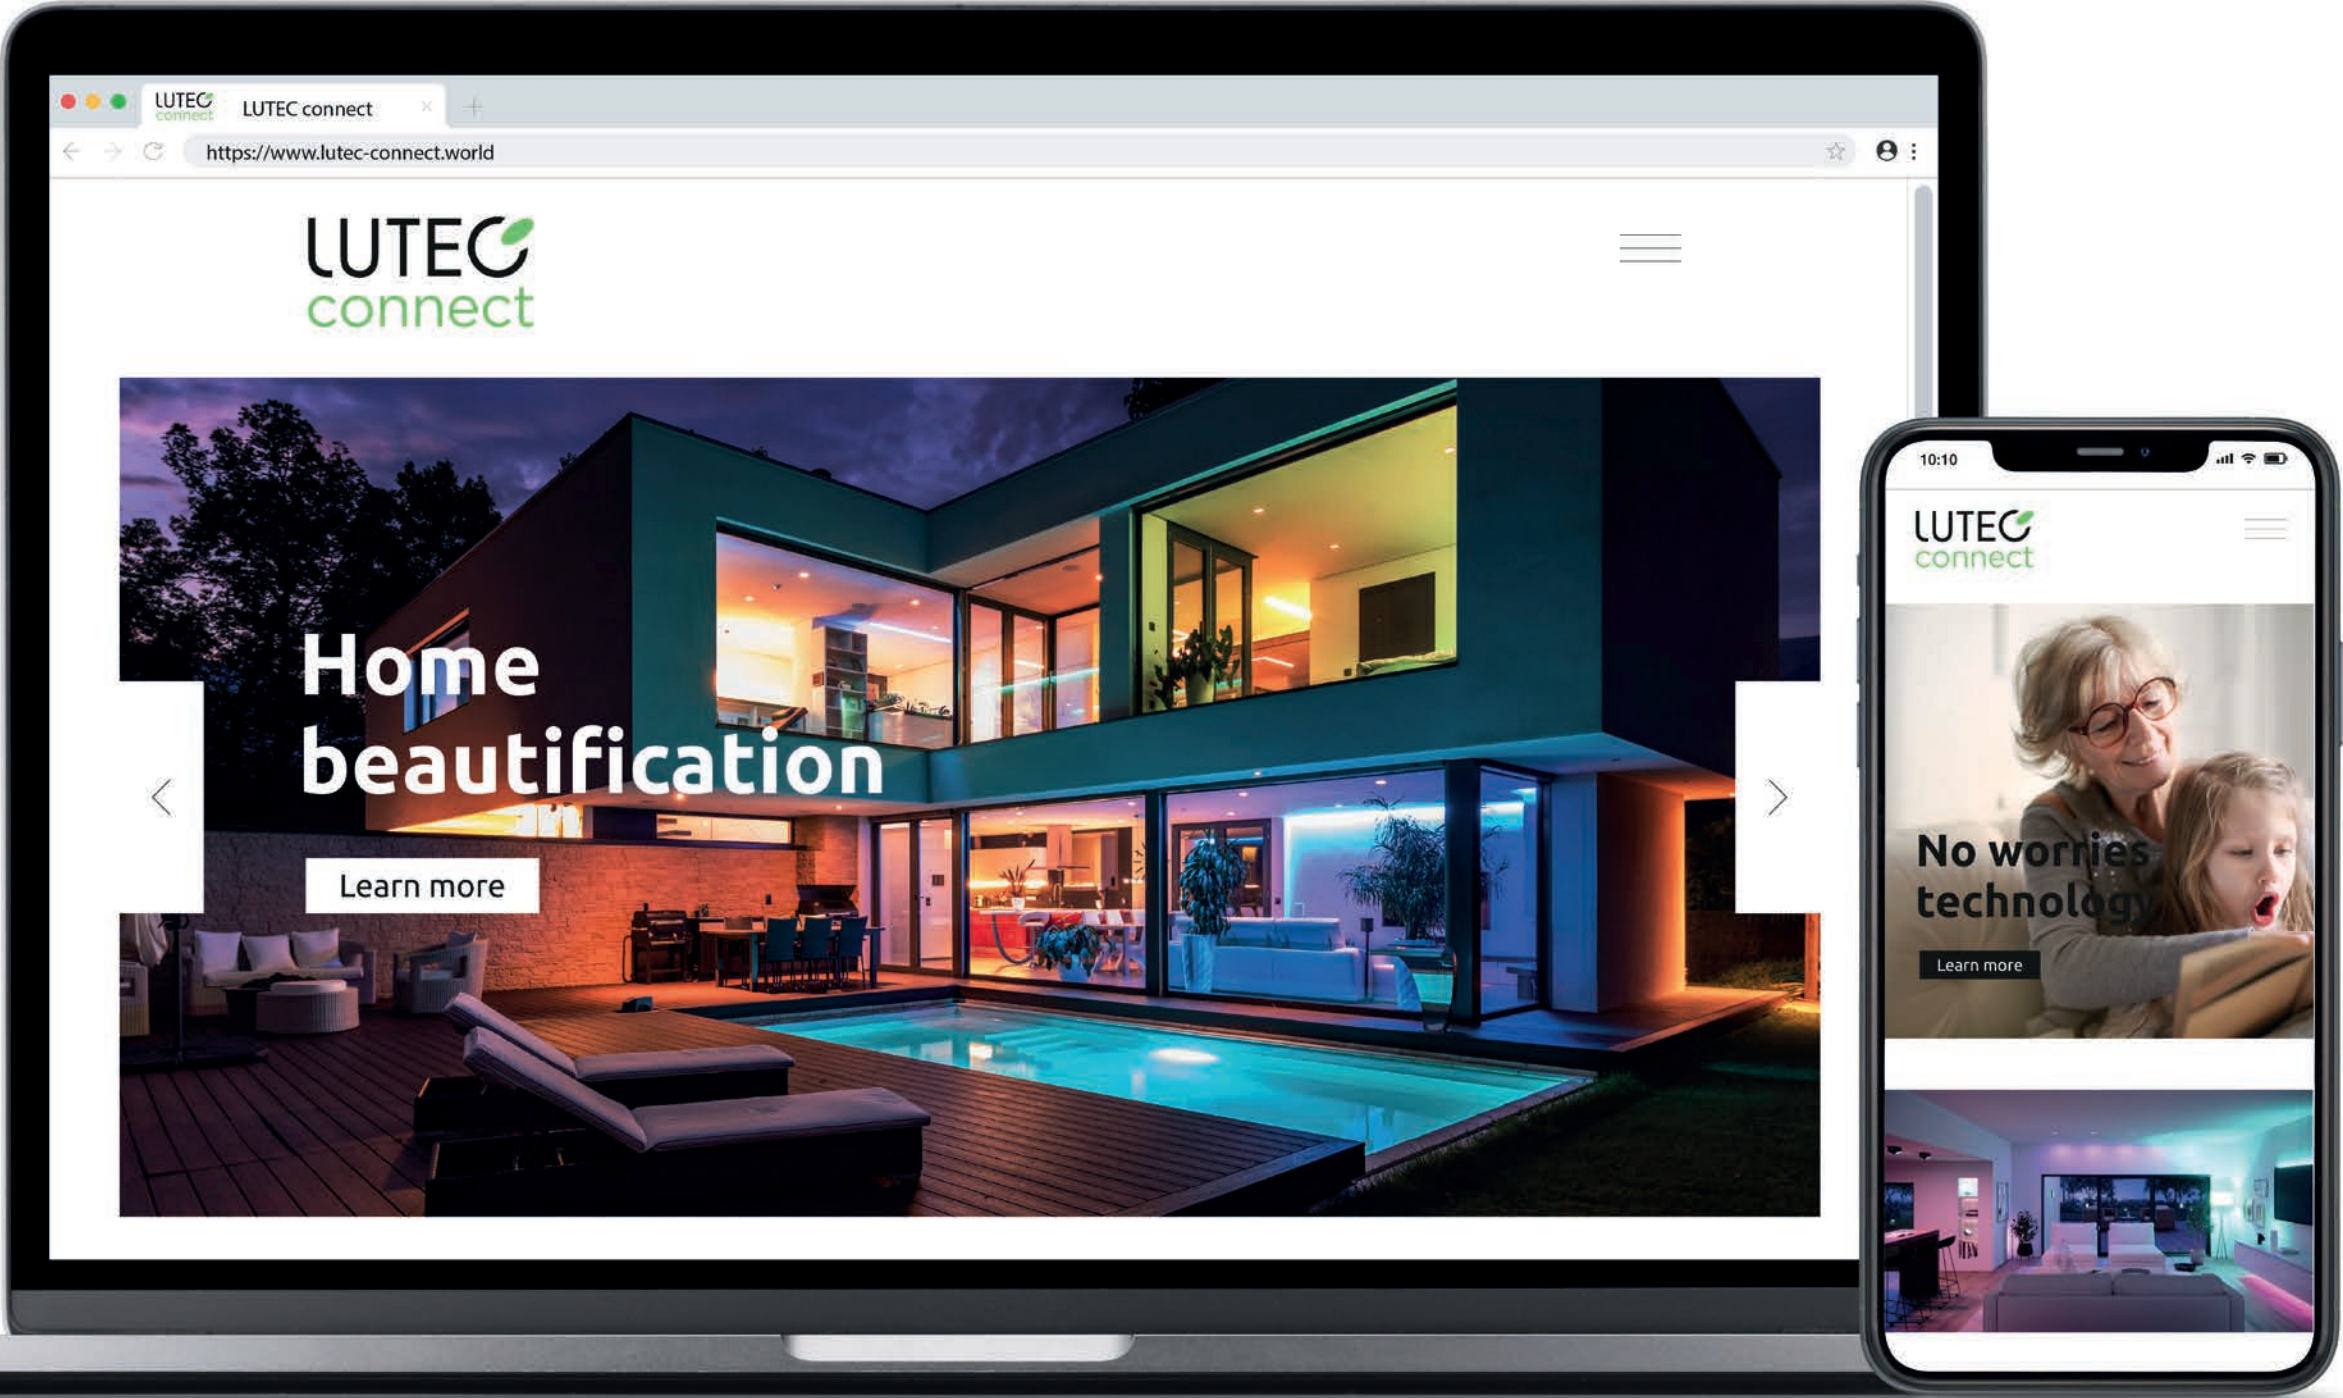 LUTEC
connect
LUTEC connect
https://www.lutec-connect.world
LUTEC
connect
Home
beautification
Learn more
10:10
LUTEC
connect
No worries
technology
Learn more